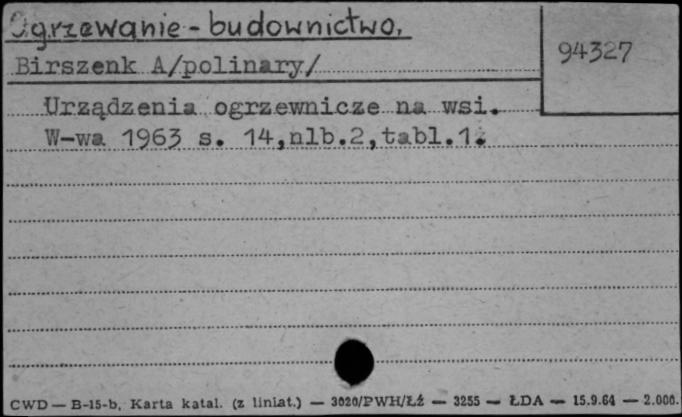 Ogrzewanie - budownictwo.
94327
Birszenk A/polinary/
Urządzenia ogrzewnicze na wsi.
W-wa 1963 s. 14,nlb.2,tabl.1.
CWD — B-15-b, Karta katal. (z liniat.) — 3020/PWH/Łż — 3255 — ŁDA — 15.9.64 — 2.000.